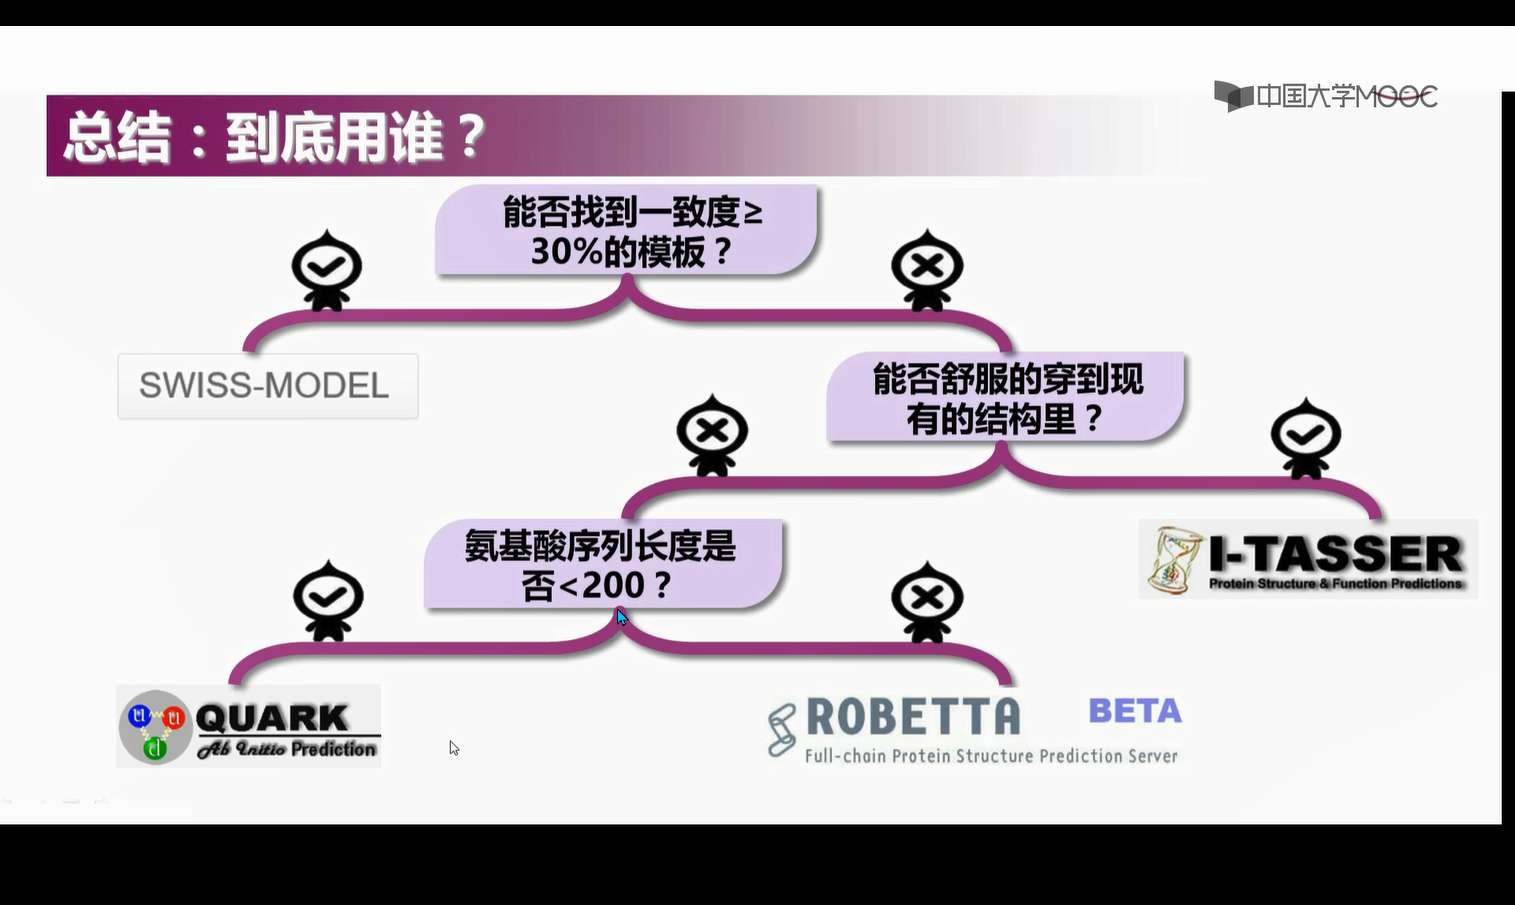 中国大学MOOC
总结：到底用谁？
能否找到一致度≥
30%的模板？
SWISS-MODEL
能否舒服的穿到现
有的结构里？
I-TASSER
Protein Structure & Function Predictions
氨基酸序列长度是
否<200？
QUARK
Ab Initio Prediction
ROBETTA BETA
Full-chain Protein Structure Prediction Server